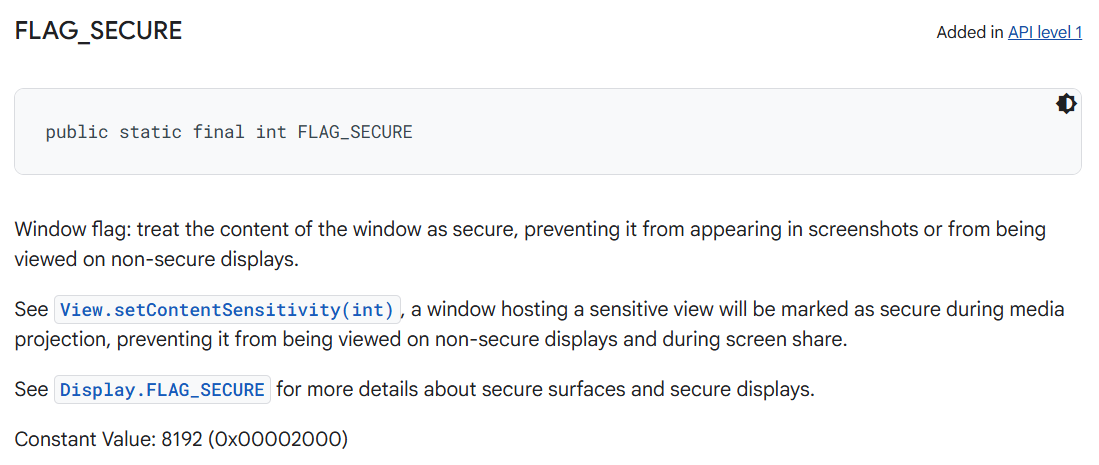 FLAG_SECURE
Added in API level 1
public static final int FLAG_SECURE
Window flag: treat the content of the window as secure, preventing it from appearing in screenshots or from being
viewed on non-secure displays.
See View.setContentSensitivity(int), a window hosting a sensitive view will be marked as secure during media
projection, preventing it from being viewed on non-secure displays and during screen share.
See Display.FLAG_SECURE for more details about secure surfaces and secure displays.
Constant Value: 8192 (0x00002000)